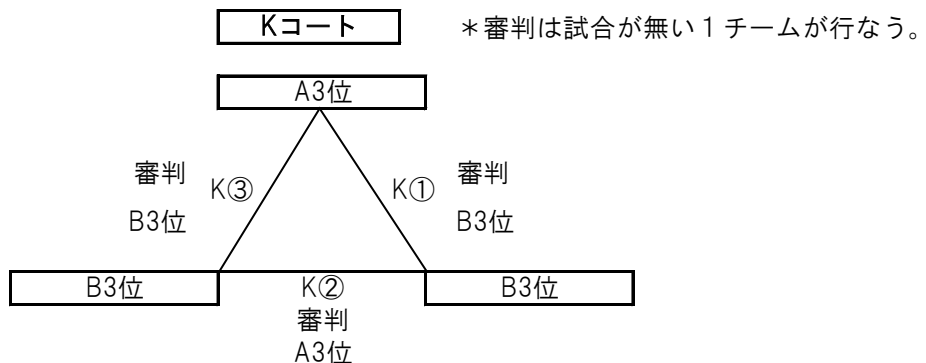 Kコート
＊審判は試合が無い１チームが行なう。
A3位
審判
K③
K①
審判
B3位
B3位
B3位
K②
B3位
審判
A3位